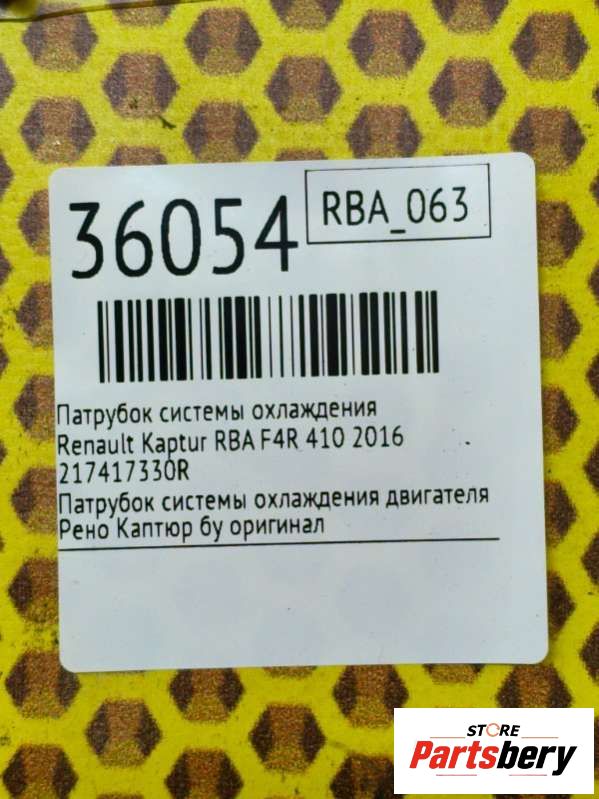 36054
RBA_063
Патрубок системы охлаждения
Renault Kaptur RBA F4R 410 2016
217417330R
Патрубок системы охлаждения двигателя
Рено Каптюр бу оригинал
STORE
Partsbery